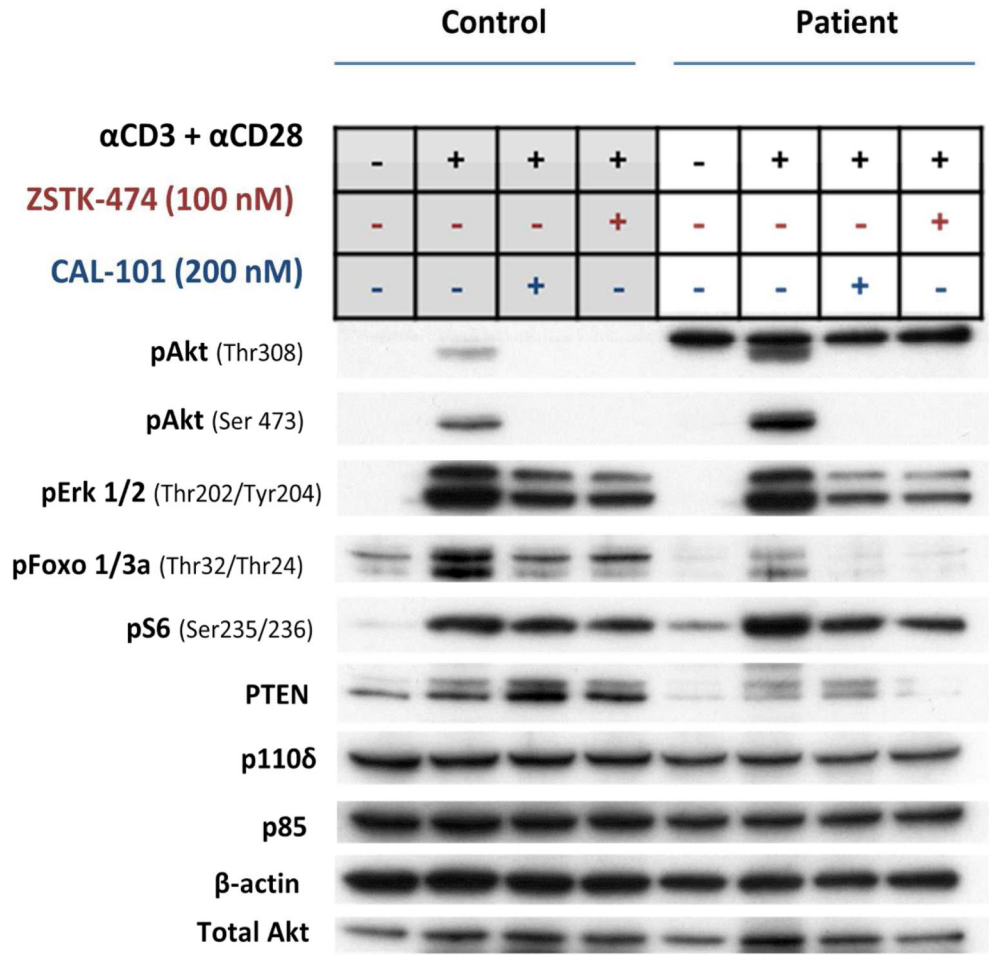 Control Patient
αCD3 + αCD28 - + + + - + + +
ZSTK-474 (100 nM) - - - + - - - +
CAL-101 (200 nM) - - + - - - + -
pAkt (Thr308)
pAkt (Ser 473)
pErk 1/2 (Thr202/Tyr204)
pFoxo 1/3a (Thr32/Thr24)
pS6 (Ser235/236)
PTEN
p110δ
p85
β-actin
Total Akt